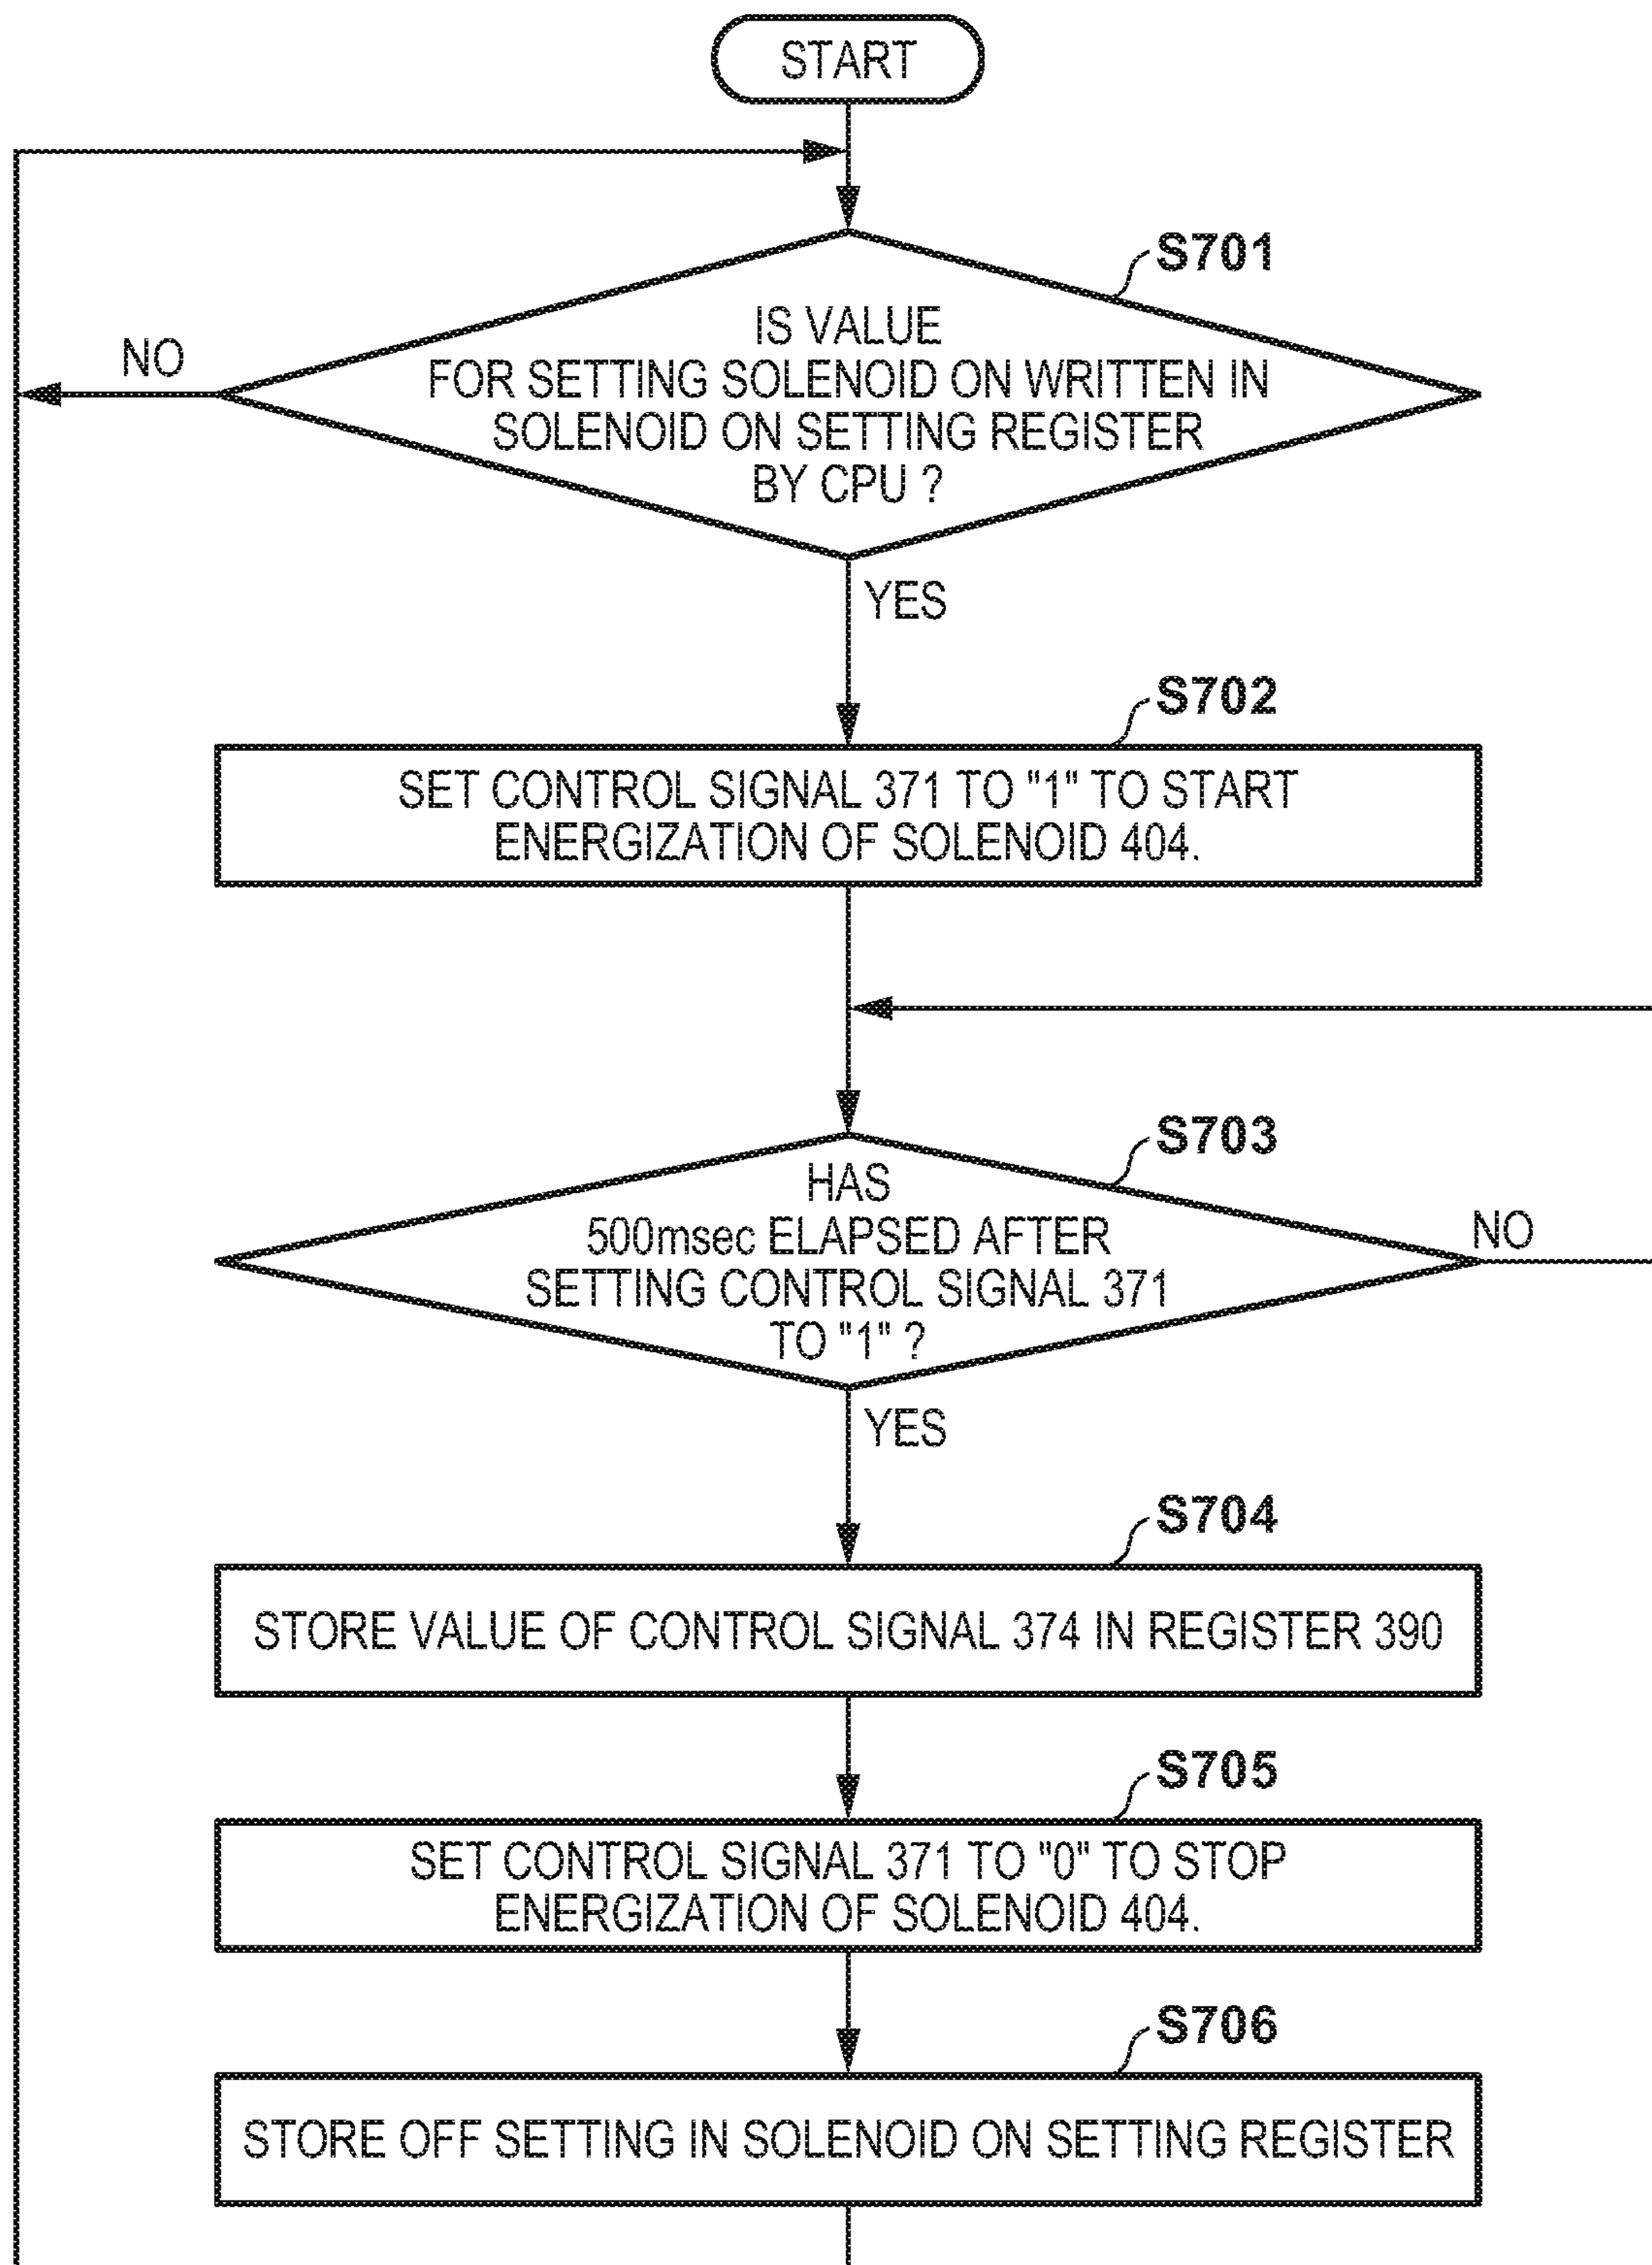 START
S701
IS VALUE
FOR SETTING SOLENOID ON WRITTEN IN
SOLENOID ON SETTING REGISTER
BY CPU ?
NO
YES
S702
SET CONTROL SIGNAL 371 TO "1" TO START
ENERGIZATION OF SOLENOID 404.
S703
HAS
500msec ELAPSED AFTER
SETTING CONTROL SIGNAL 371
TO "1" ?
NO
YES
S704
STORE VALUE OF CONTROL SIGNAL 374 IN REGISTER 390
S705
SET CONTROL SIGNAL 371 TO "0" TO STOP
ENERGIZATION OF SOLENOID 404.
S706
STORE OFF SETTING IN SOLENOID ON SETTING REGISTER